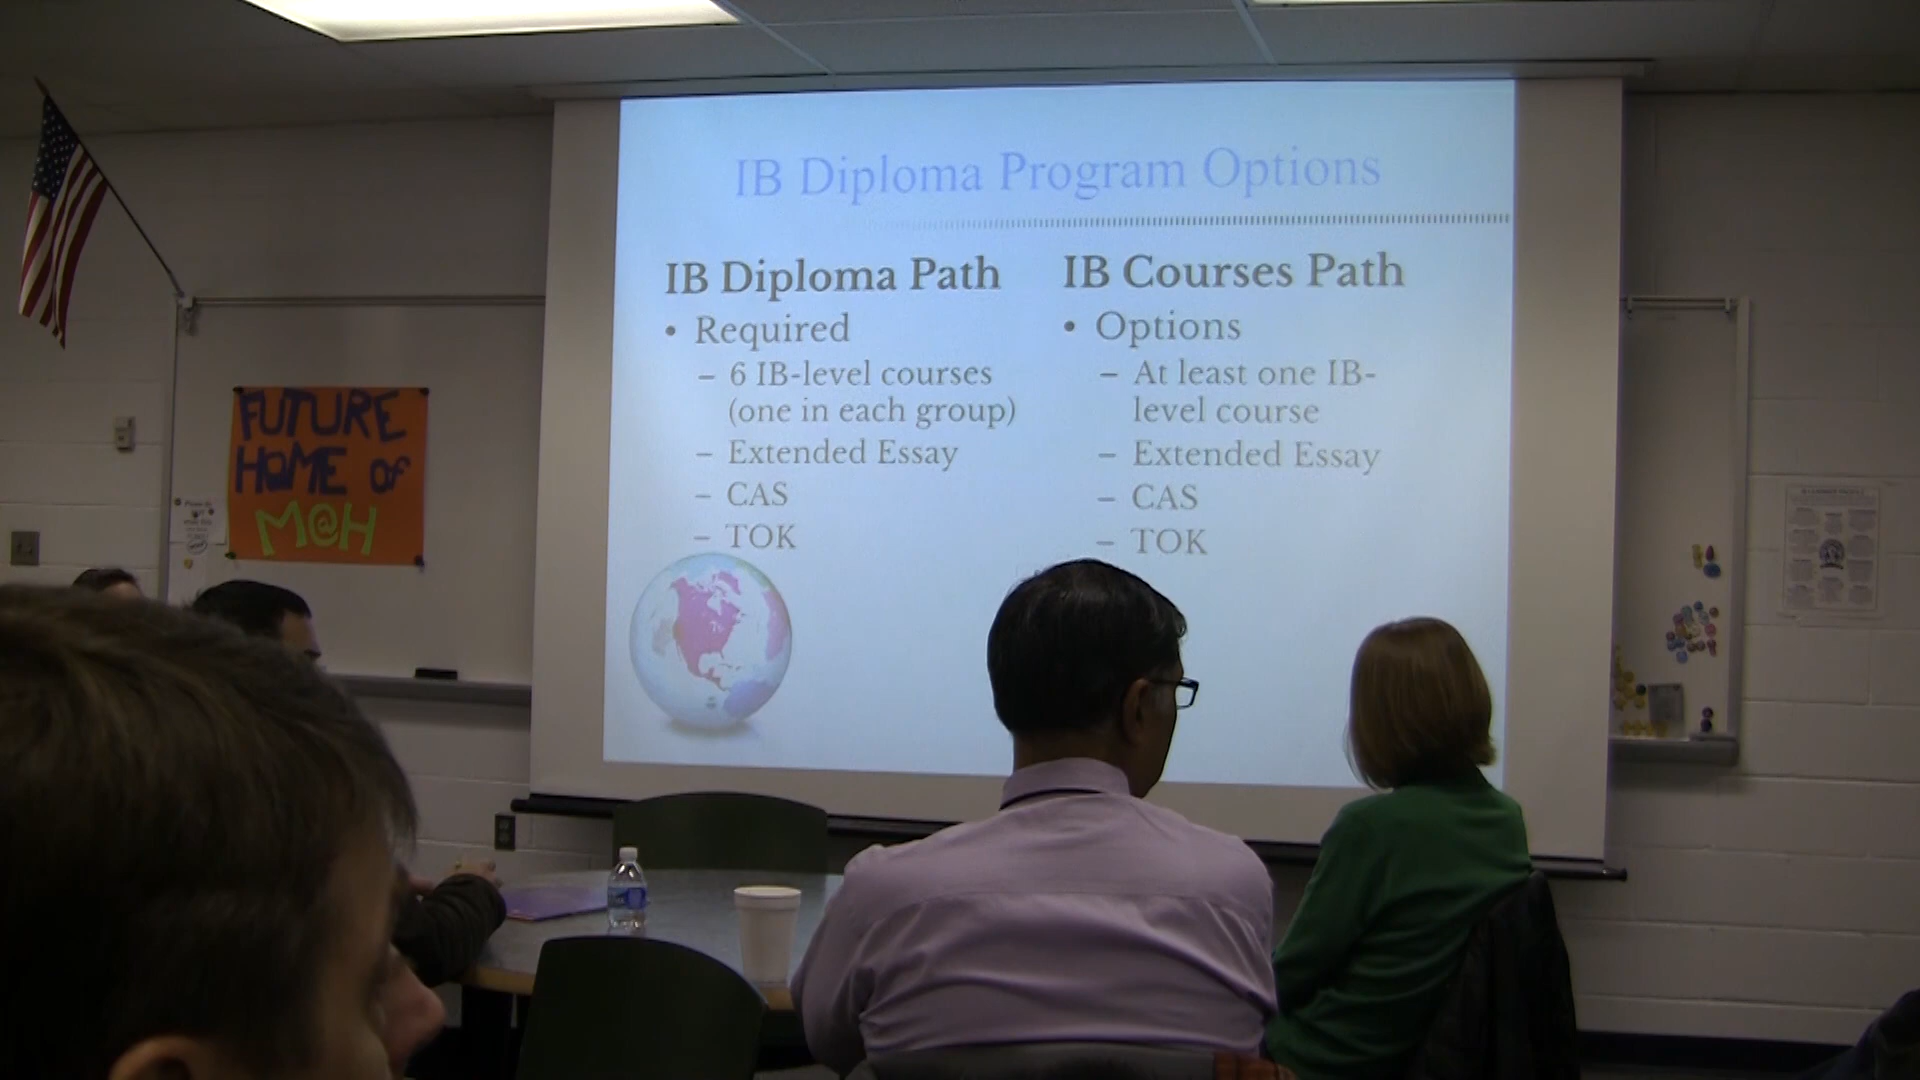 IB Diploma Program Options
IB Diploma Path
• Required
– 6 IB-level courses
(one in each group)
– Extended Essay
– CAS
– TOK
IB Courses Path
• Options
– At least one IB-
level course
– Extended Essay
– CAS
– TOK
FUTURE
HOME OF
M@H